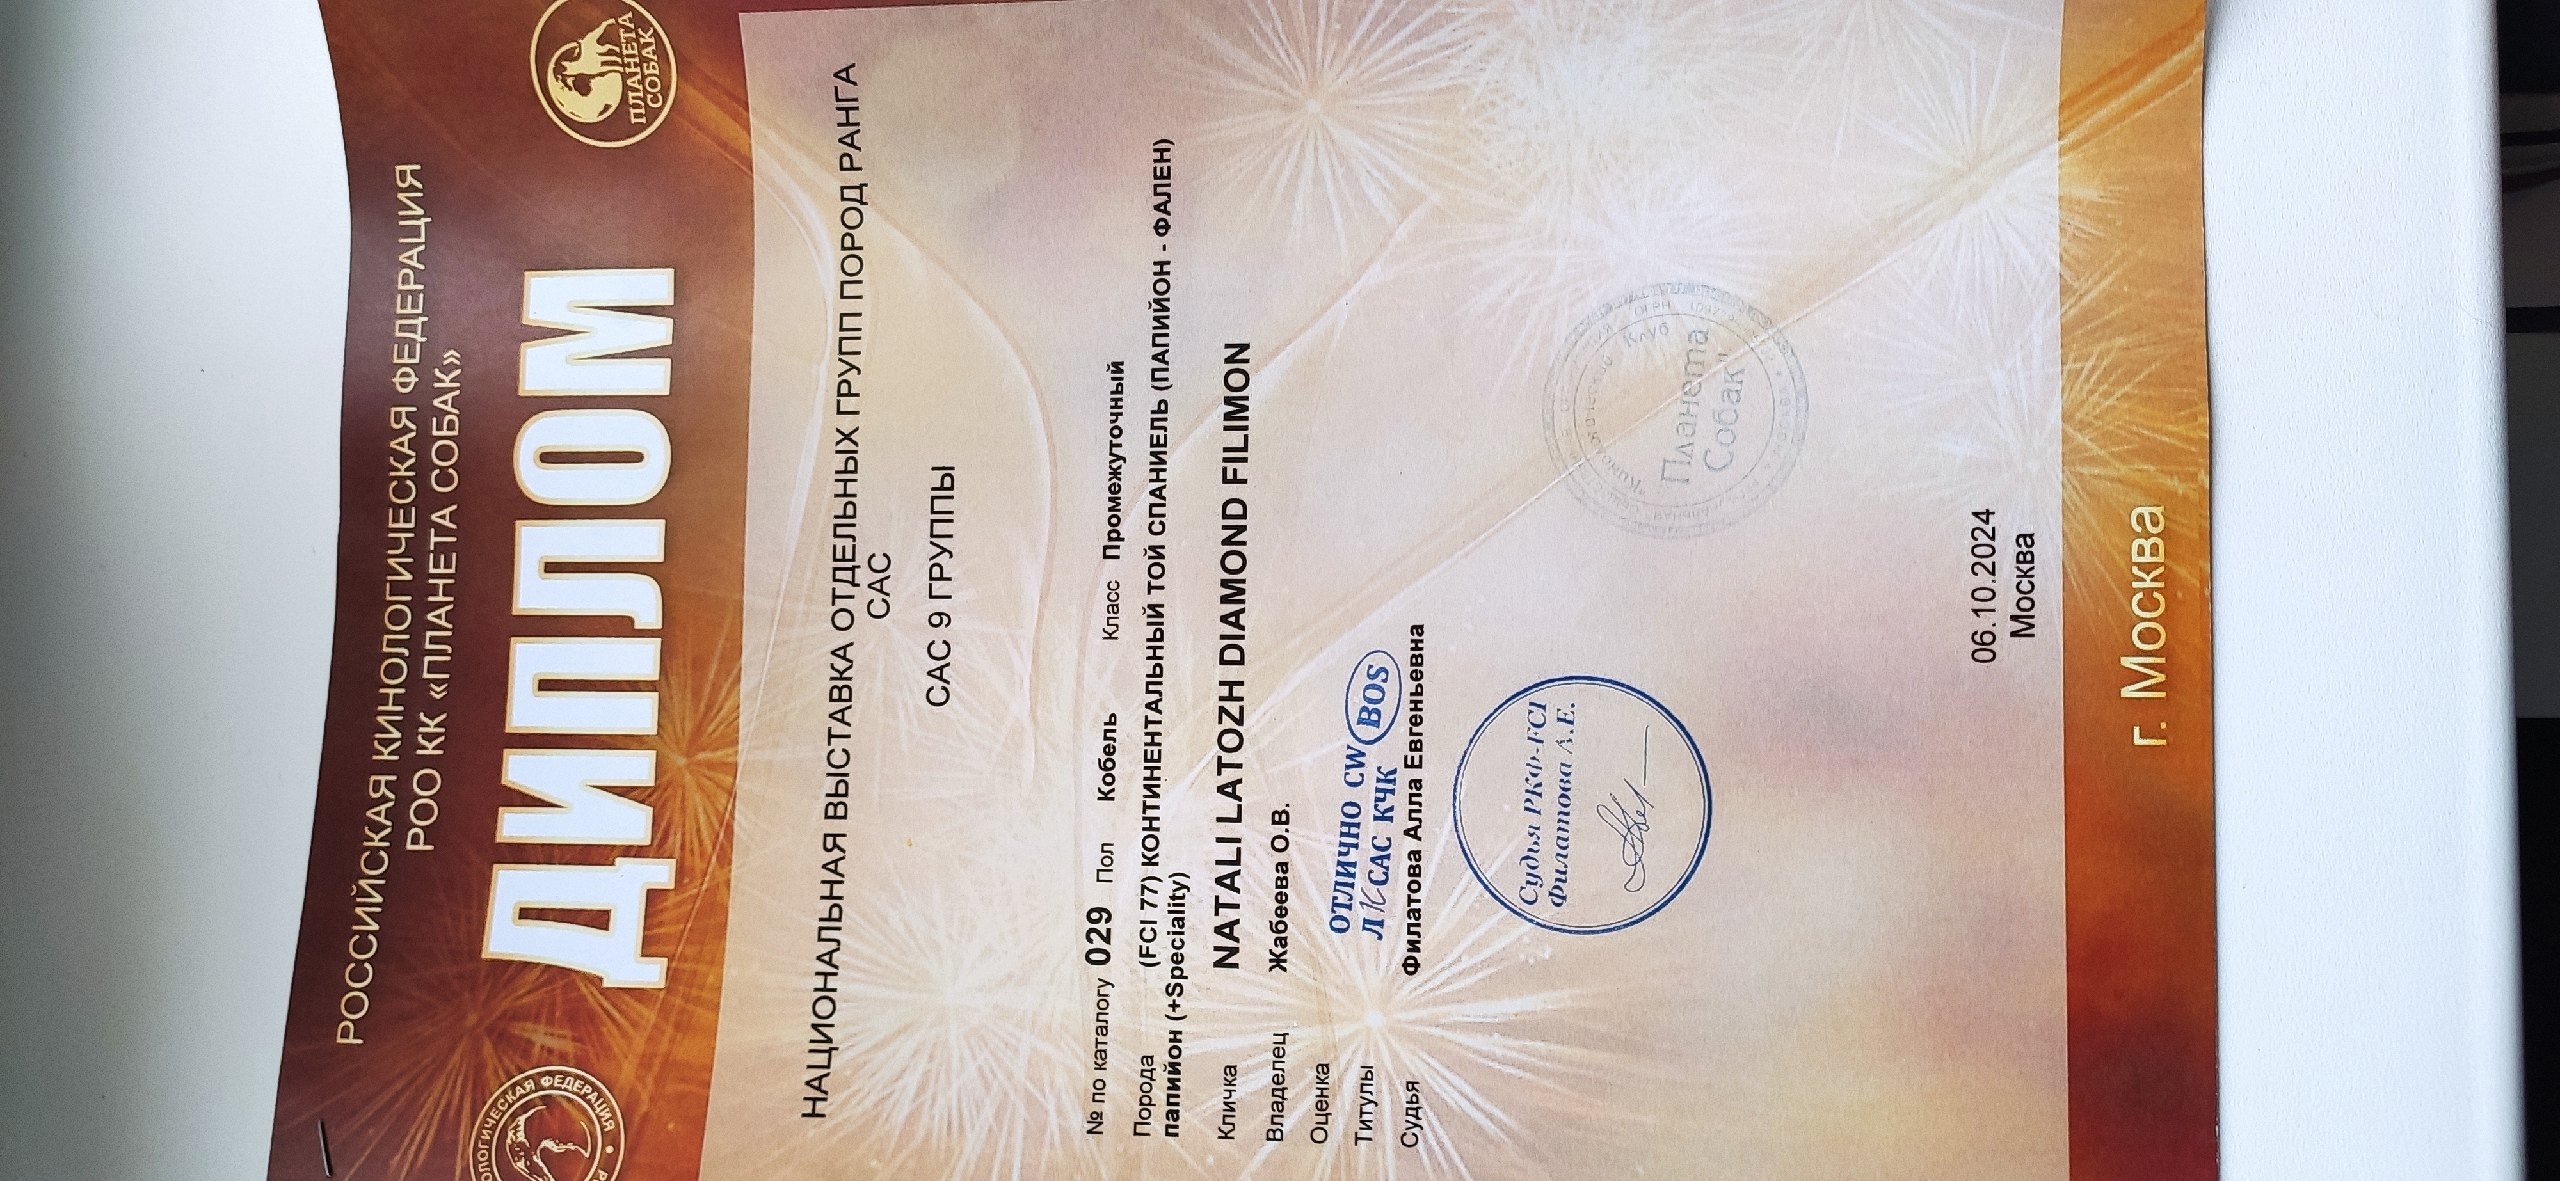 РОССИЙСКАЯ КИНОЛОГИЧЕСКАЯ ФЕДЕРАЦИЯ
РОО КК «ПЛАНЕТА СОБАК»
ПЛАНЕТА
СОБАК
ФЕДЕРАЦИЯ
ДИПЛОМ
НАЦИОНАЛЬНАЯ ВЫСТАВКА ОТДЕЛЬНЫХ ГРУПП ПОРОД РАНГА
САС
САС 9 ГРУППЫ
№ по каталогу 029 Пол Кобель Класс Промежуточный
Порода (FCI 77) КОНТИНЕНТАЛЬНЫЙ ТОЙ СПАНИЕЛЬ (ПАПИЙОН - ФАЛЕН)
папийон (+Speciality)
Кличка NATALI LATOZH DIAMOND FILIMON
Владелец Жабеева О.В.
Оценка ОТЛИЧНО CW BOS
Титулы ЛК САС КЧК
Судья Филатова Алла Евгеньевна
Судья РКФ-FCI
Филатова А.Е.
Клуб
Планета
Собак"
06.10.2024
Москва
г. Москва